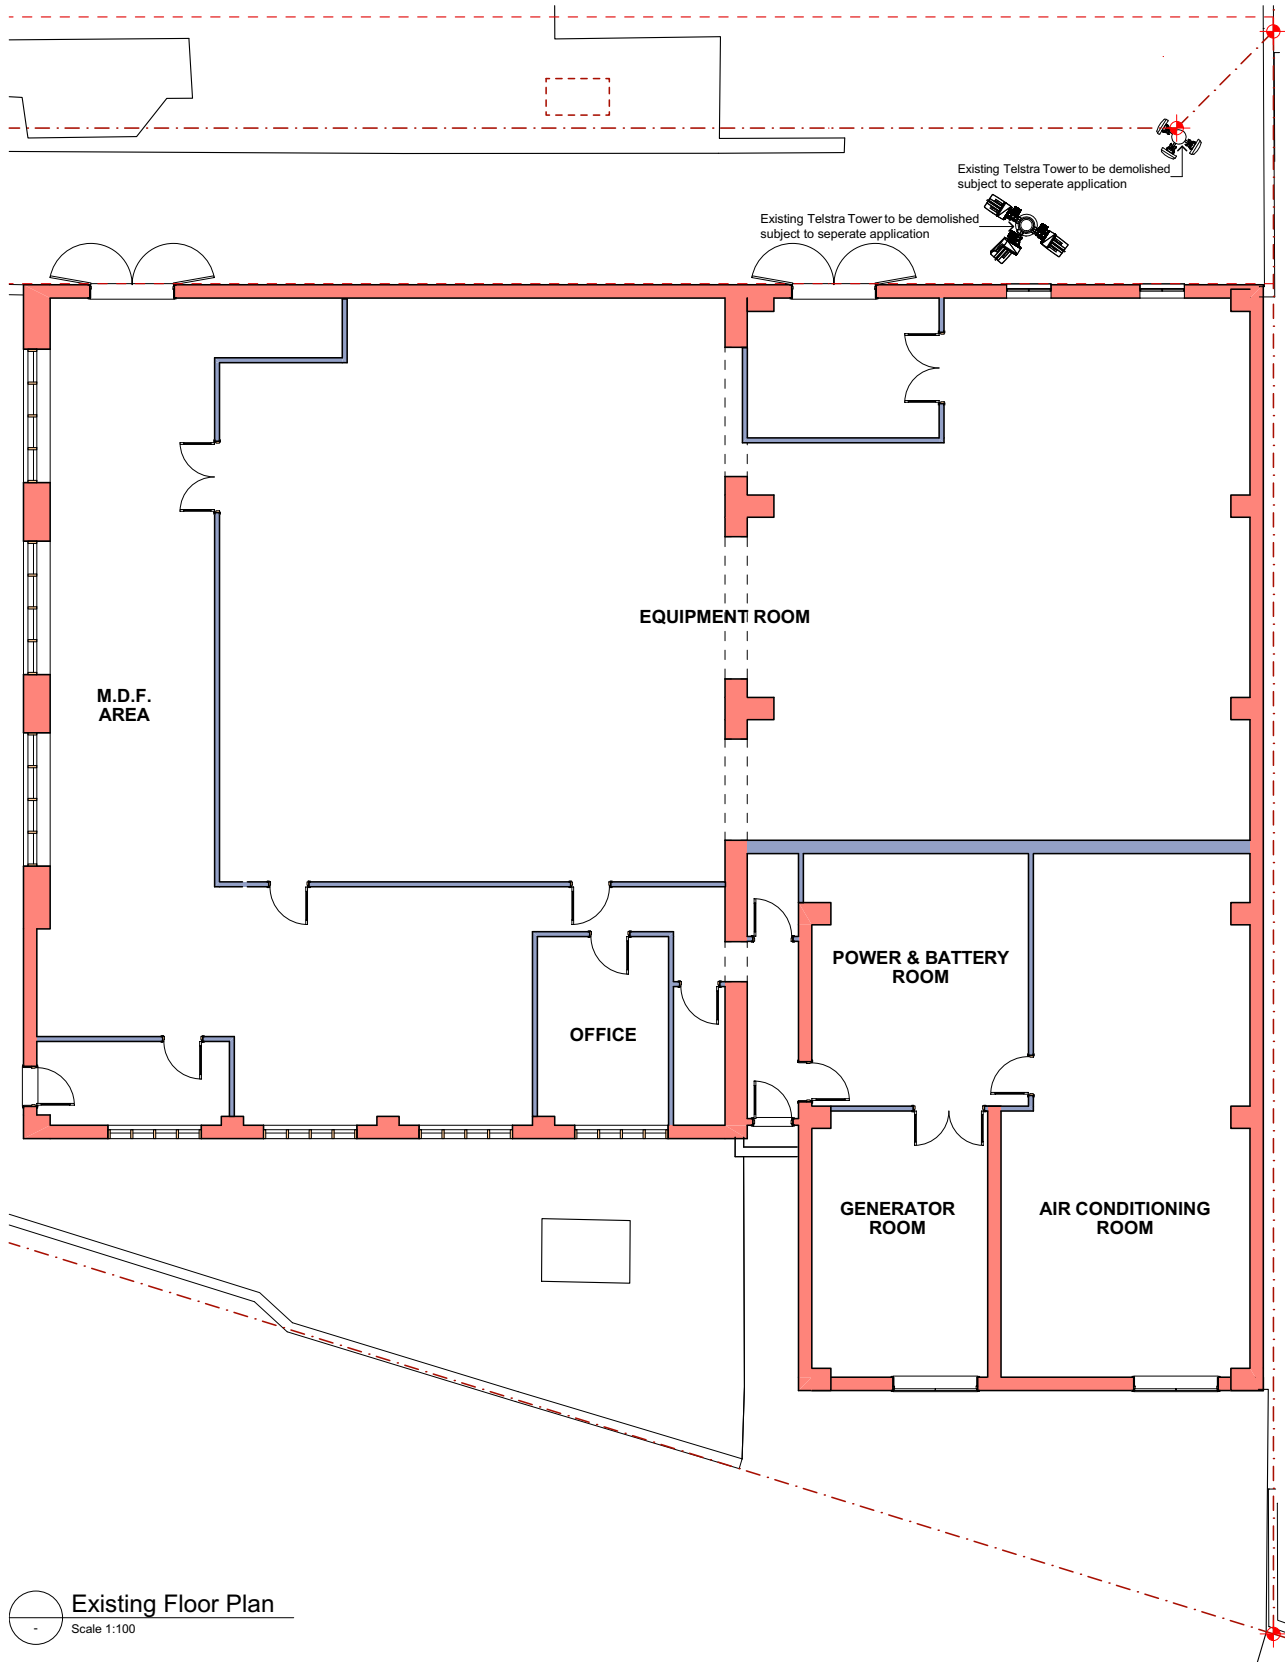 Existing Telstra Tower to be demolished
subject to seperate application
Existing Telstra Tower to be demolished
subject to seperate application
EQUIPMENT ROOM
M.D.F.
AREA
POWER & BATTERY
ROOM
OFFICE
GENERATOR
ROOM
AIR CONDITIONING
ROOM
Existing Floor Plan
-
Scale 1:100